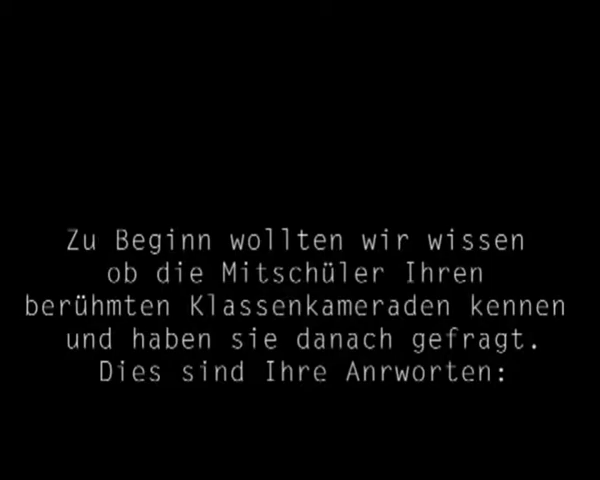 Zu Beginn wollten wir wissen
ob die Mitschüler Ihren
berühmten Klassenkameraden kennen
und haben sie danach gefragt.
Dies sind Ihre Anrworten: